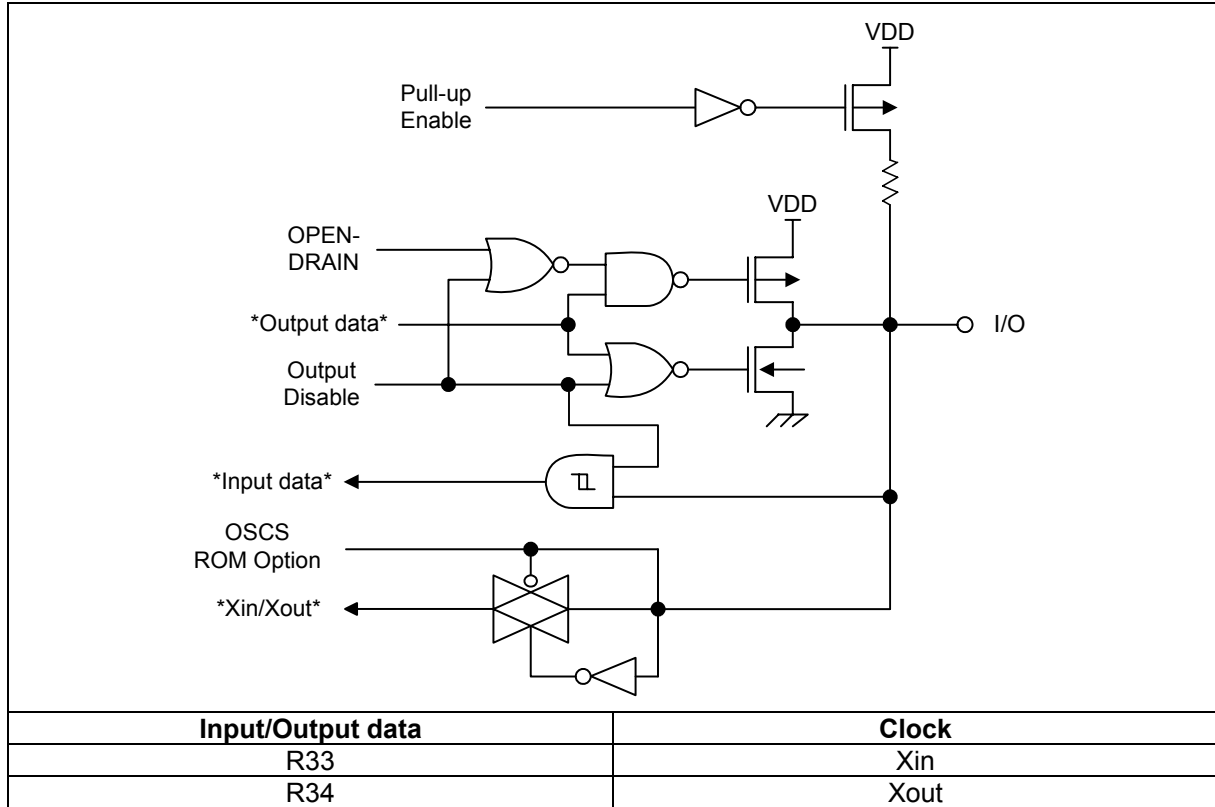 VDD
Pull-up
Enable
VDD
OPEN-
DRAIN
*Output data*
I/O
Output
Disable
*Input data*
OSCS
ROM Option
*Xin/Xout*
Input/Output data Clock
R33 Xin
R34 Xout